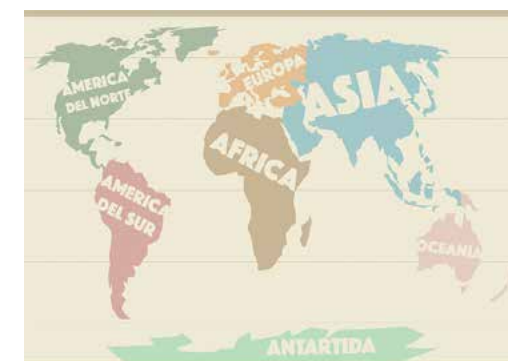 AMERICA
DEL NORTE
EUROPA
ASIA
AFRICA
AMERICA
DEL SUR
OCEANIA
ANTARTIDA